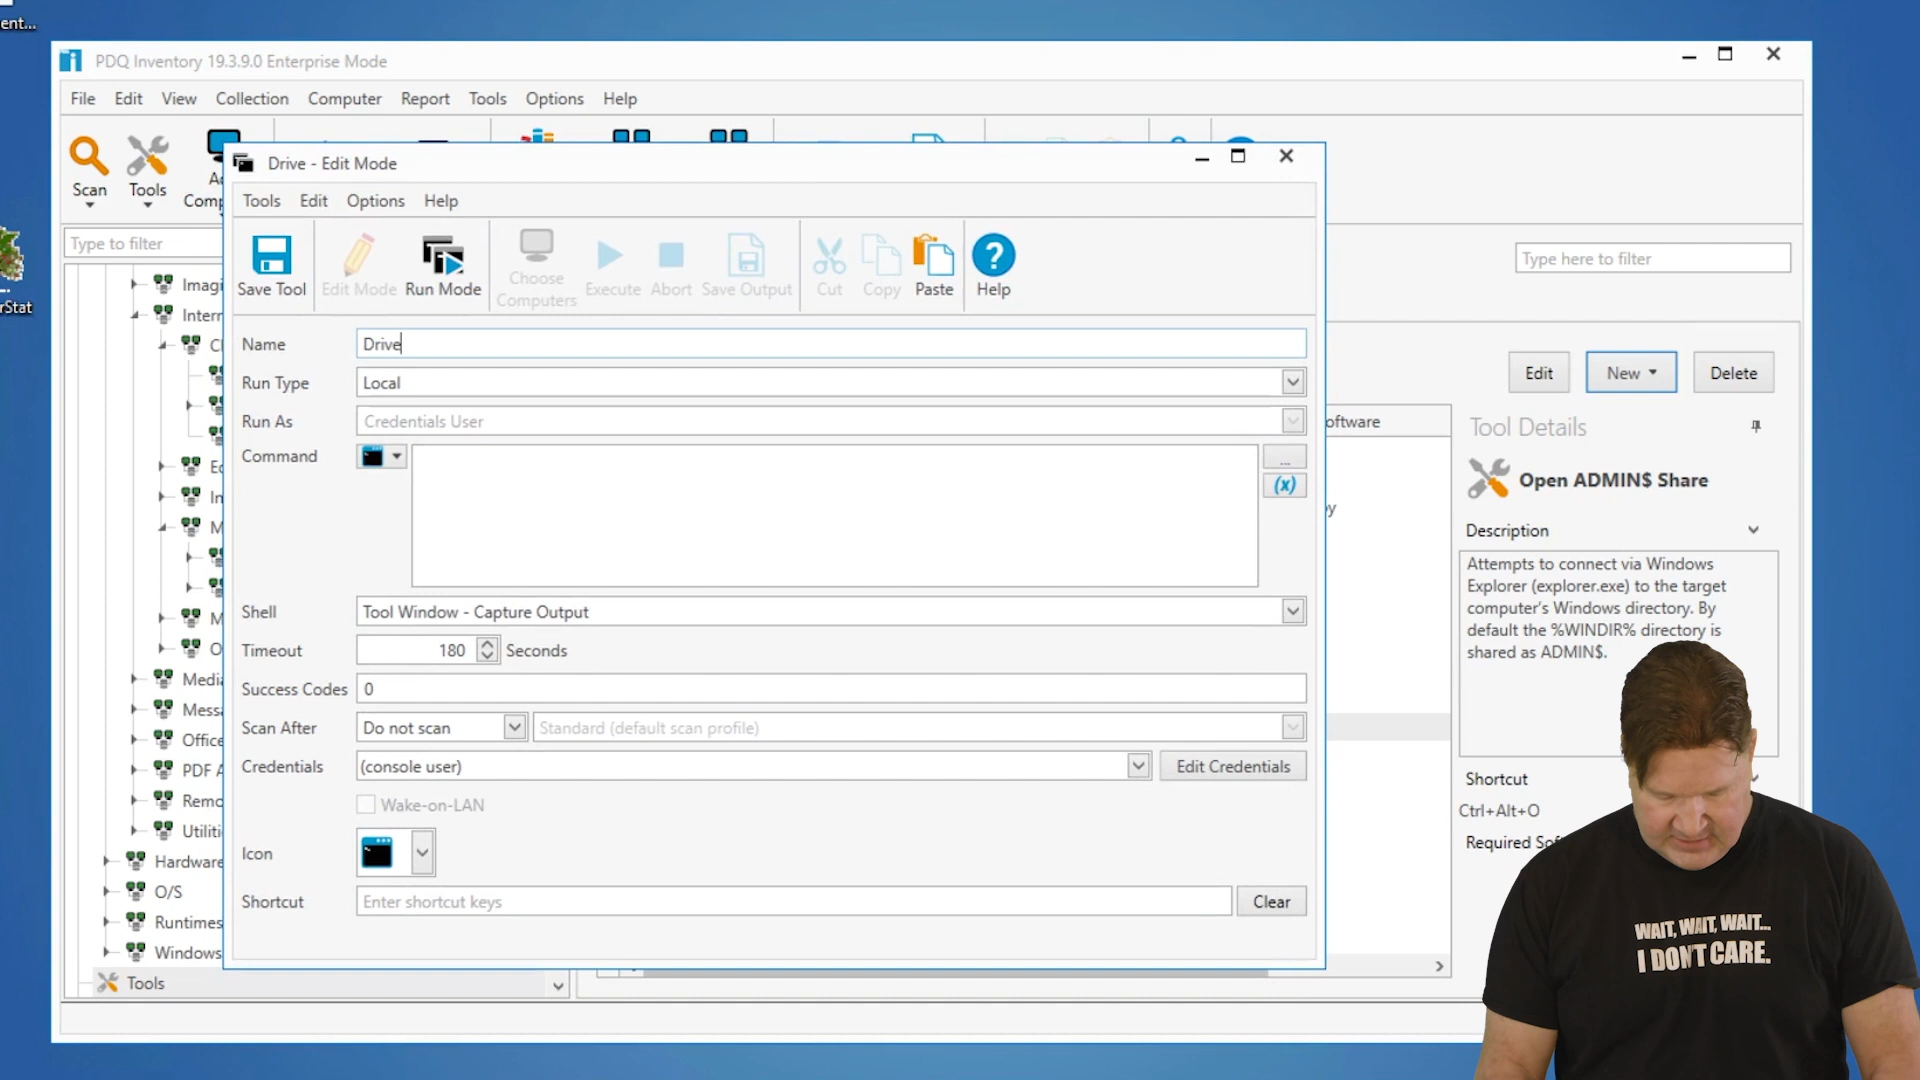 ent...
PDQ Inventory 19.3.9.0 Enterprise Mode
File Edit View Collection Computer Report Tools Options Help
Scan
Tools
Type to filter
rStat
Type here to filter
Drive - Edit Mode
Tools Edit Options Help
Save Tool
Edit Mode
Run Mode
Choose
Computers
Execute
Abort
Save Output
Cut
Copy
Paste
Help
Name Drive
Run Type Local
Run As Credentials User
Command
...
(x)
Shell Tool Window - Capture Output
Timeout 180 Seconds
Success Codes 0
Scan After Do not scan Standard (default scan profile)
Credentials (console user) Edit Credentials
Wake-on-LAN
Icon
Shortcut Enter shortcut keys Clear
Imagi
Intern
Medi
Messa
Office
PDF A
Remo
Utiliti
Hardware
O/S
Runtimes
Windows
Tools
Edit New Delete
oftware
Tool Details
Open ADMIN$ Share
Description
Attempts to connect via Windows
Explorer (explorer.exe) to the target
computer's Windows directory. By
default the %WINDIR% directory is
shared as ADMIN$.
Shortcut
Ctrl+Alt+O
Required Sof
WAIT, WAIT, WAIT...
I DON'T CARE.